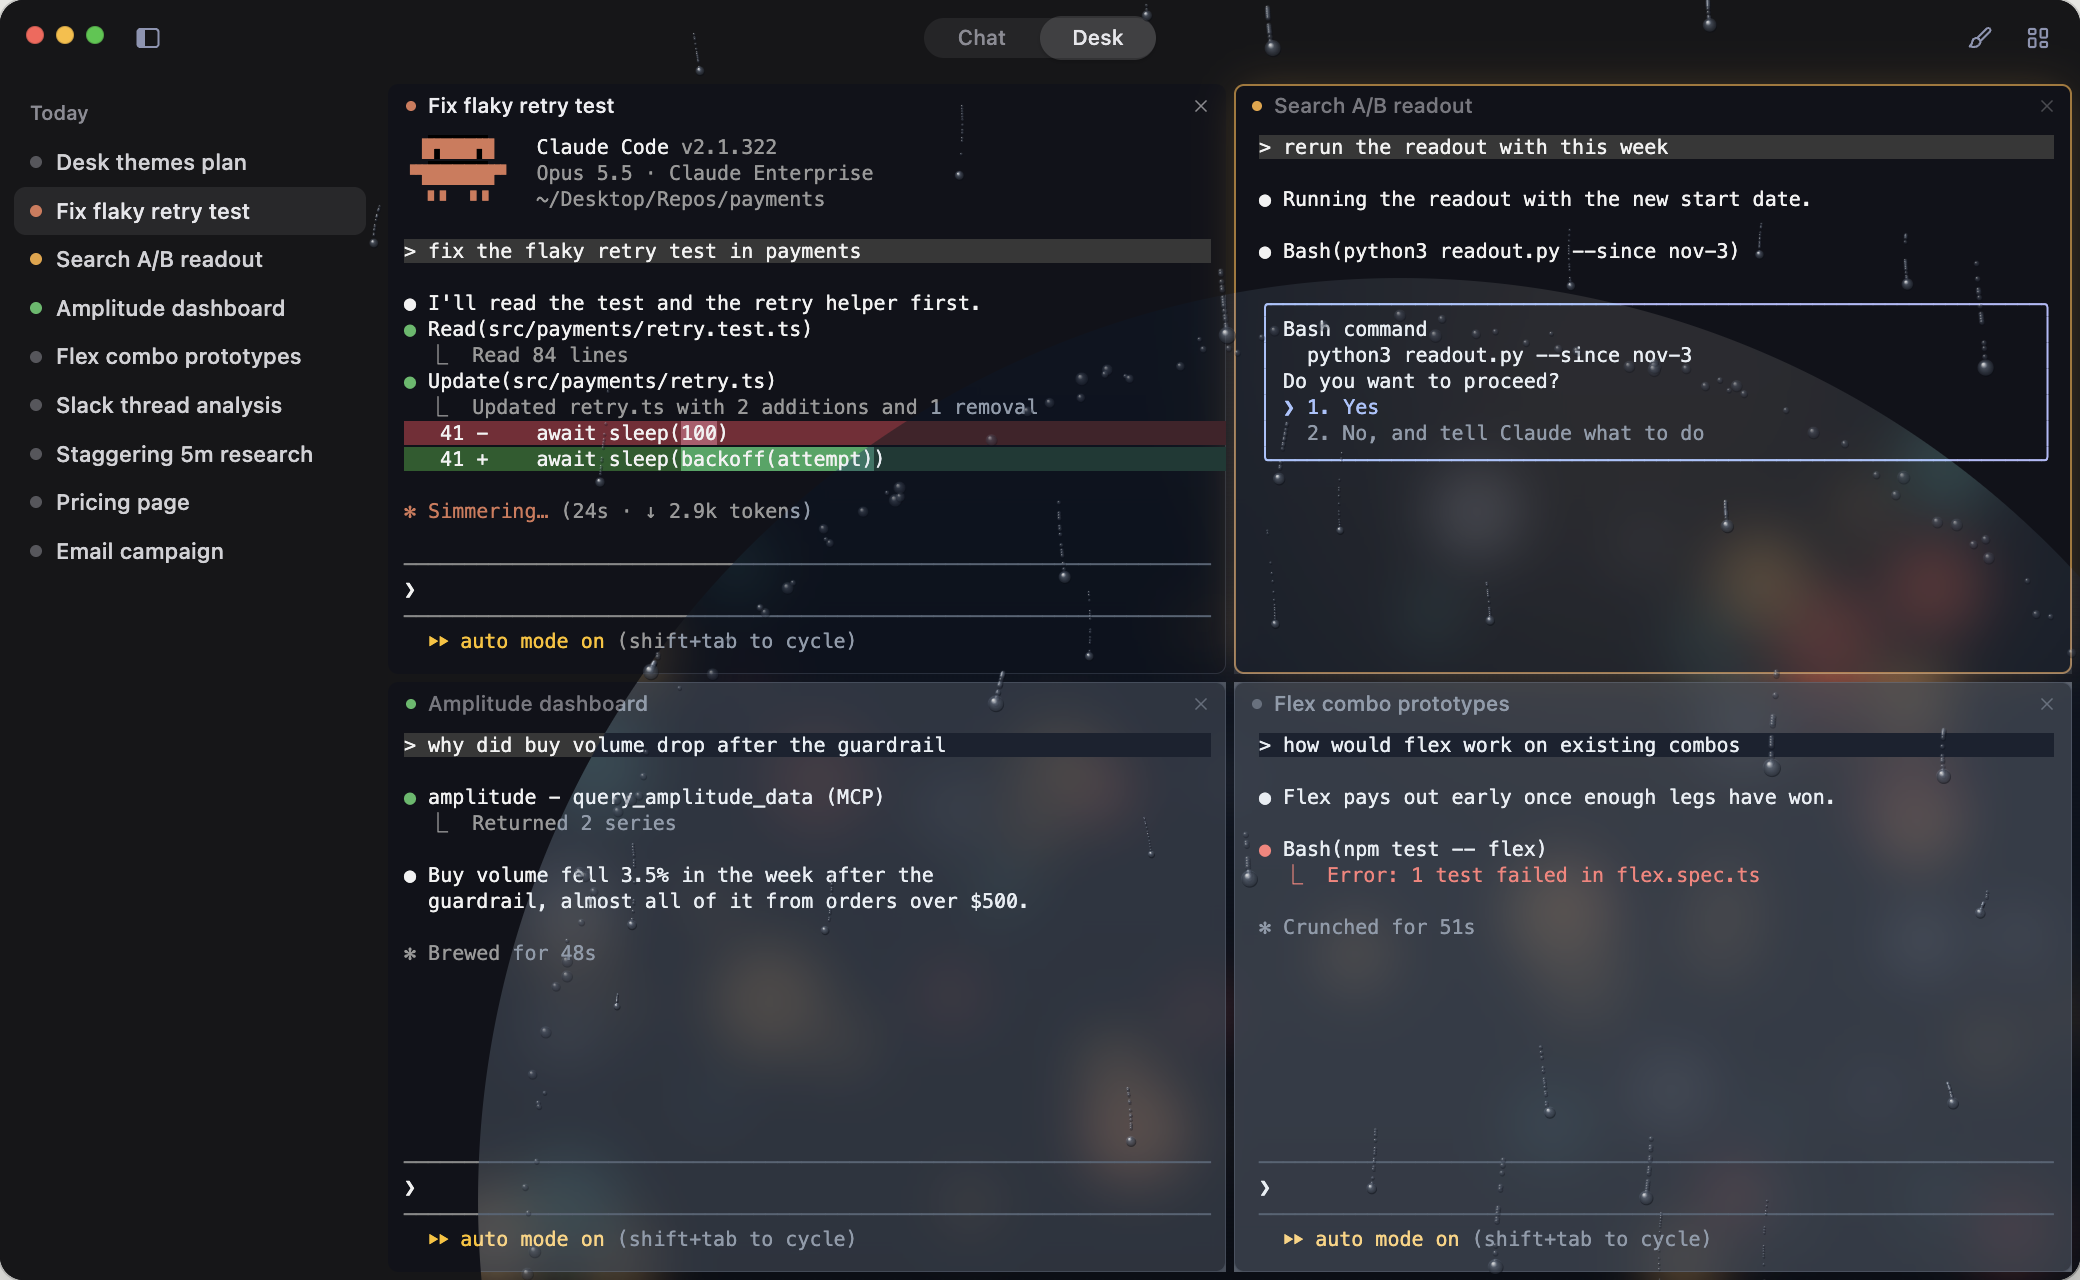 Chat
Desk
Today
Desk themes plan
Fix flaky retry test
Search A/B readout
Amplitude dashboard
Flex combo prototypes
Slack thread analysis
Staggering 5m research
Pricing page
Email campaign
Fix flaky retry test
Claude Code v2.1.322
Opus 5.5 · Claude Enterprise
~/Desktop/Repos/payments
> fix the flaky retry test in payments
● I'll read the test and the retry helper first.
● Read(src/payments/retry.test.ts)
⎿ Read 84 lines
● Update(src/payments/retry.ts)
⎿ Updated retry.ts with 2 additions and 1 removal
41 -    await sleep(100)
41 +    await sleep(backoff(attempt))
✻ Simmering… (24s · ↓ 2.9k tokens)
❯
⏵⏵ auto mode on (shift+tab to cycle)
Search A/B readout
> rerun the readout with this week
● Running the readout with the new start date.
● Bash(python3 readout.py --since nov-3)
Bash command
python3 readout.py --since nov-3
Do you want to proceed?
❯ 1. Yes
2. No, and tell Claude what to do
Amplitude dashboard
> why did buy volume drop after the guardrail
● amplitude - query_amplitude_data (MCP)
⎿ Returned 2 series
● Buy volume fell 3.5% in the week after the
guardrail, almost all of it from orders over $500.
✻ Brewed for 48s
❯
⏵⏵ auto mode on (shift+tab to cycle)
Flex combo prototypes
> how would flex work on existing combos
● Flex pays out early once enough legs have won.
● Bash(npm test -- flex)
⎿ Error: 1 test failed in flex.spec.ts
✻ Crunched for 51s
❯
⏵⏵ auto mode on (shift+tab to cycle)